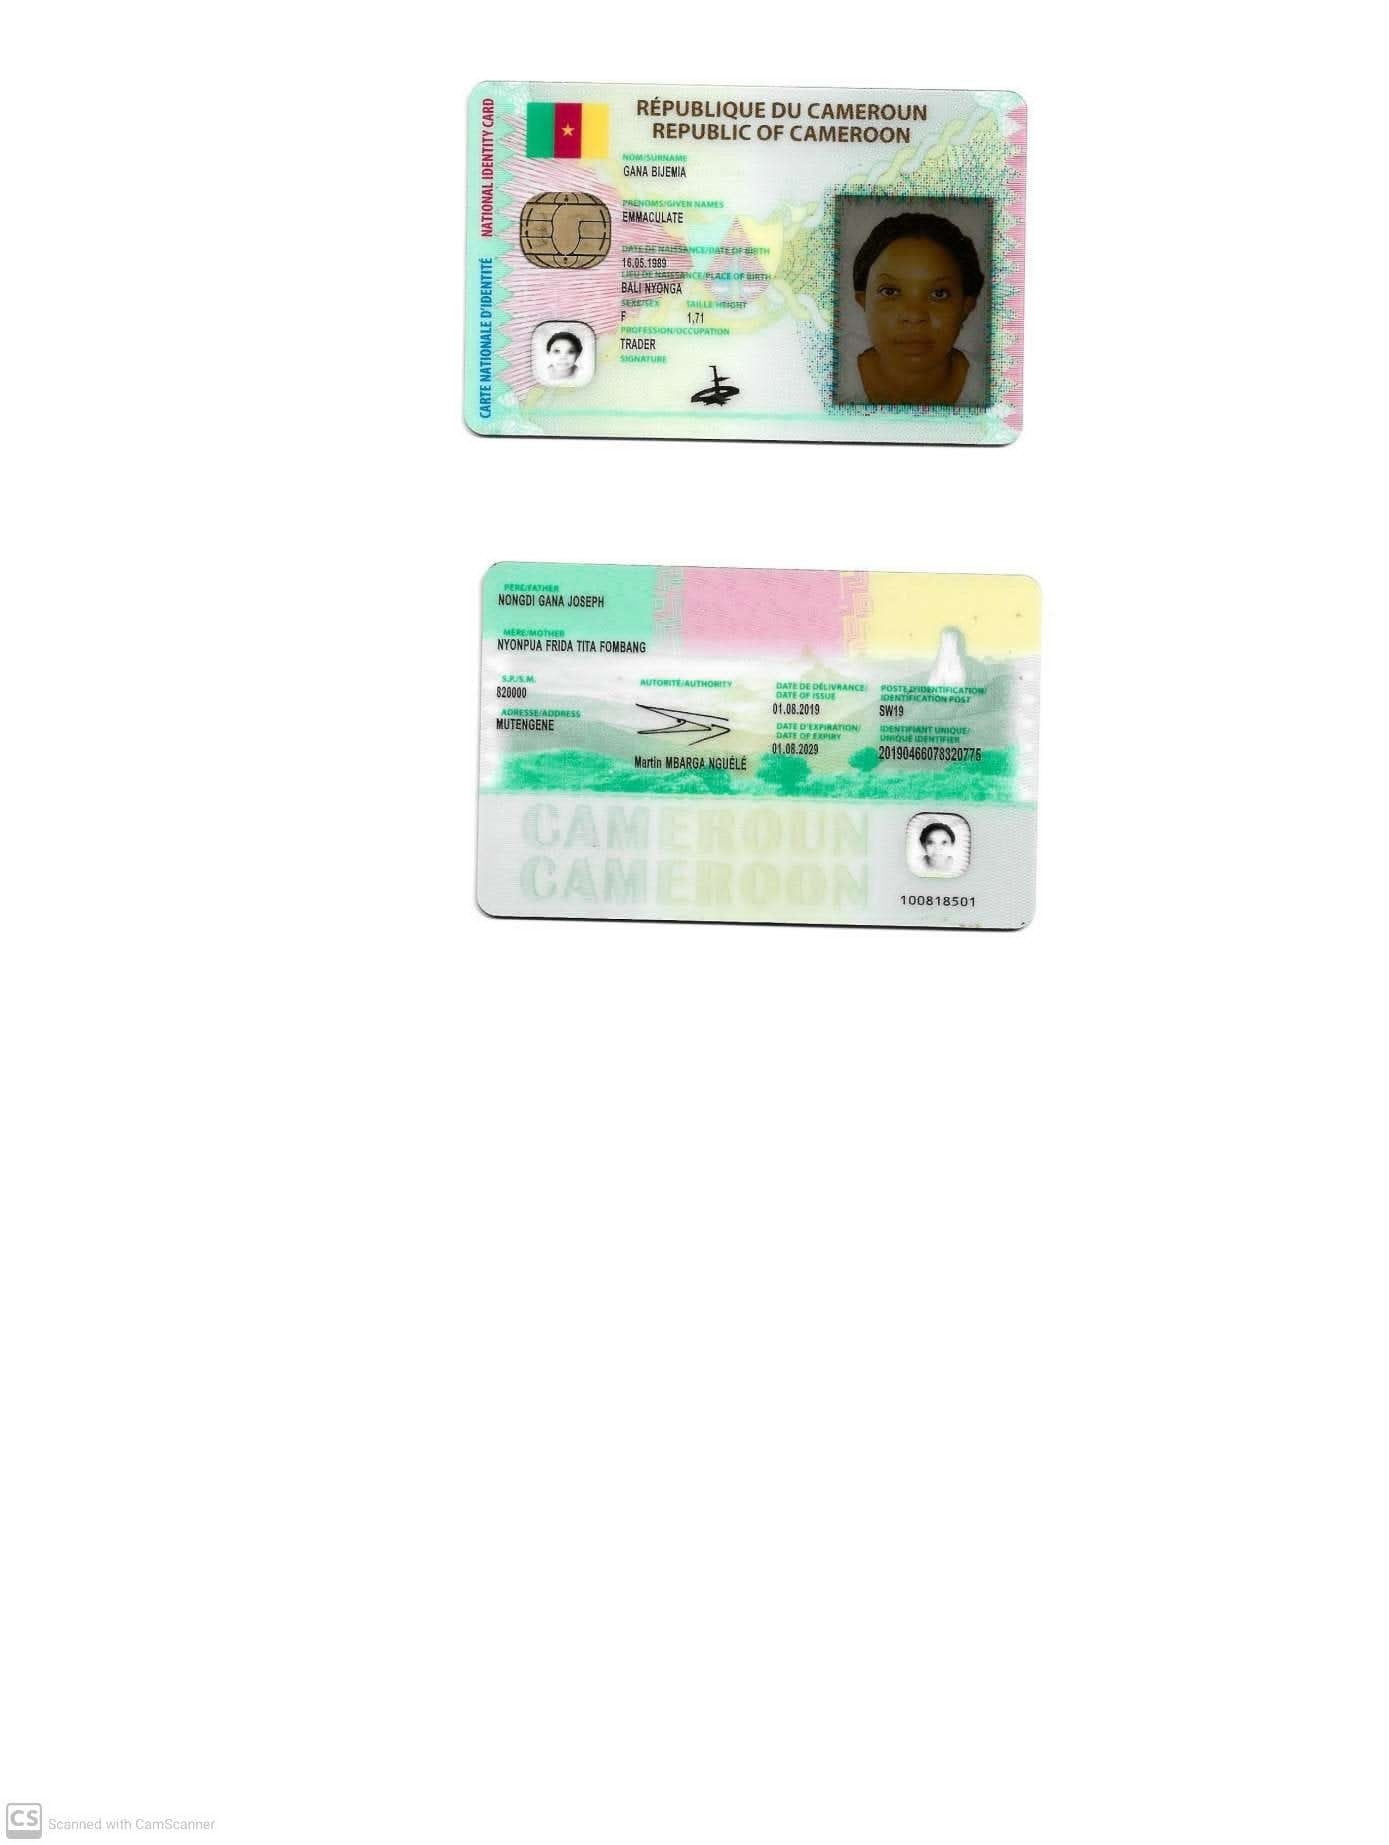 NATIONAL IDENTITY CARD
CARTE NATIONALE D'IDENTITÉ
RÉPUBLIQUE DU CAMEROUN
REPUBLIC OF CAMEROON
NOM/SURNAME
GANA BIJEMIA
PRÉNOMS/GIVEN NAMES
EMMACULATE
DATE DE NAISSANCE/DATE OF BIRTH
16.05.1989
LIEU DE NAISSANCE/PLACE OF BIRTH
BALI NYONGA
SEXE/SEX TAILLE/HEIGHT
F 1,71
PROFESSION/OCCUPATION
TRADER
SIGNATURE
PÈRE/FATHER
NONGDI GANA JOSEPH
MÈRE/MOTHER
NYONPUA FRIDA TITA FOMBANG
S.P./S.M.
820000
ADRESSE/ADDRESS
MUTENGENE
AUTORITÉ/AUTHORITY
Martin MBARGA NGUÉLÉ
DATE DE DÉLIVRANCE/
DATE OF ISSUE
01.08.2019
DATE D'EXPIRATION/
DATE OF EXPIRY
01.08.2029
POSTE D'IDENTIFICATION/
IDENTIFICATION POST
SW19
IDENTIFIANT UNIQUE/
UNIQUE IDENTIFIER
20190466078320775
CAMEROUN
CAMEROON
100818501
CS Scanned with CamScanner